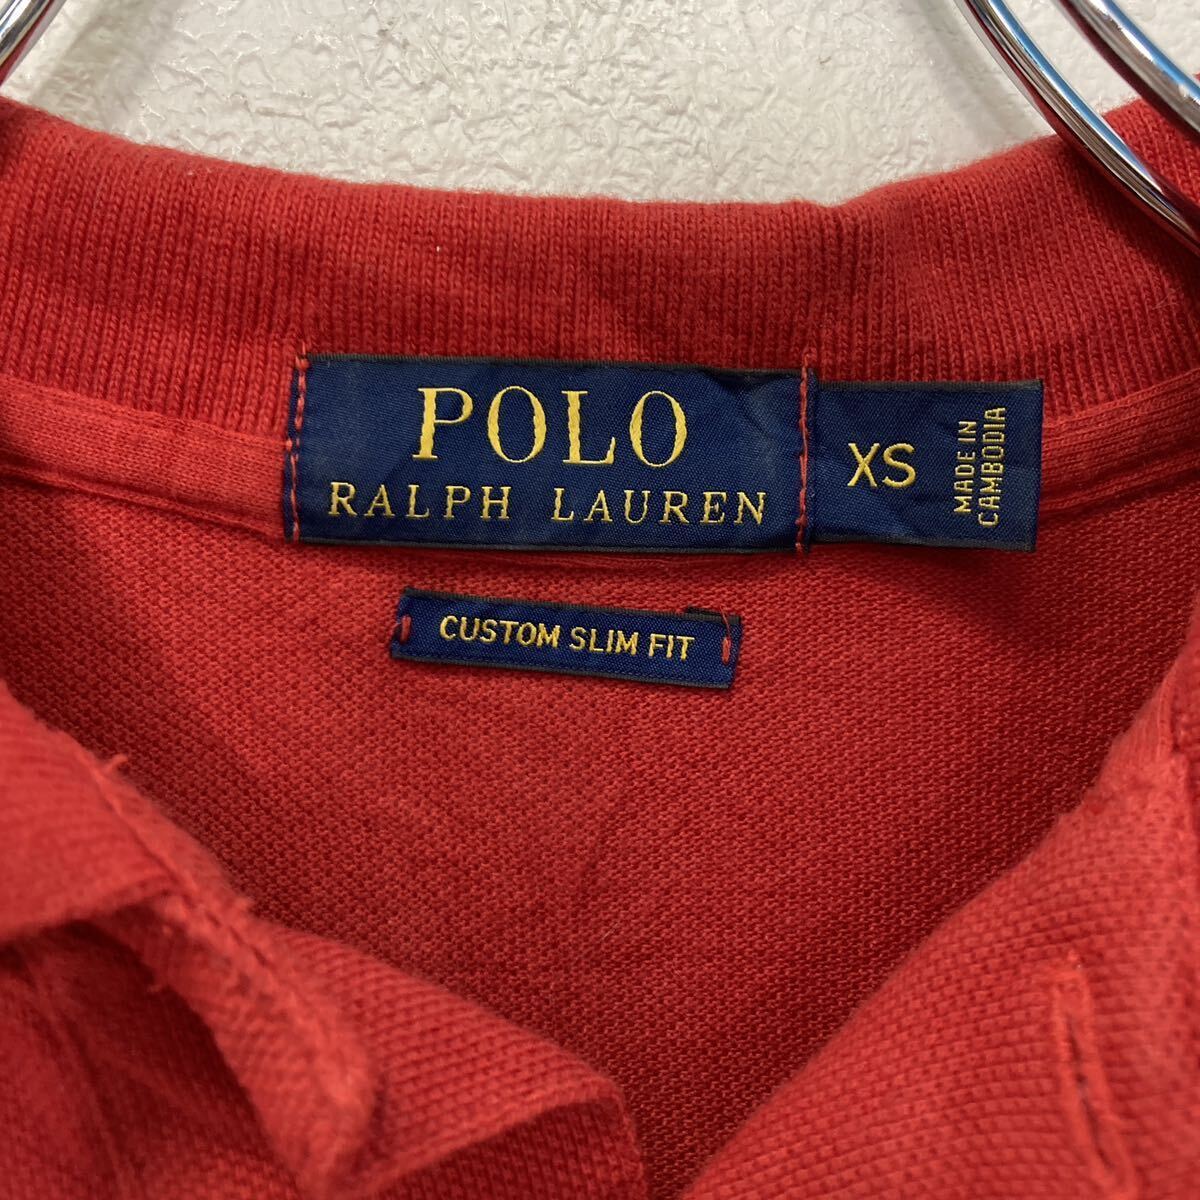 POLO
RALPH LAUREN
XS
MADE IN
CAMBODIA
CUSTOM SLIM FIT